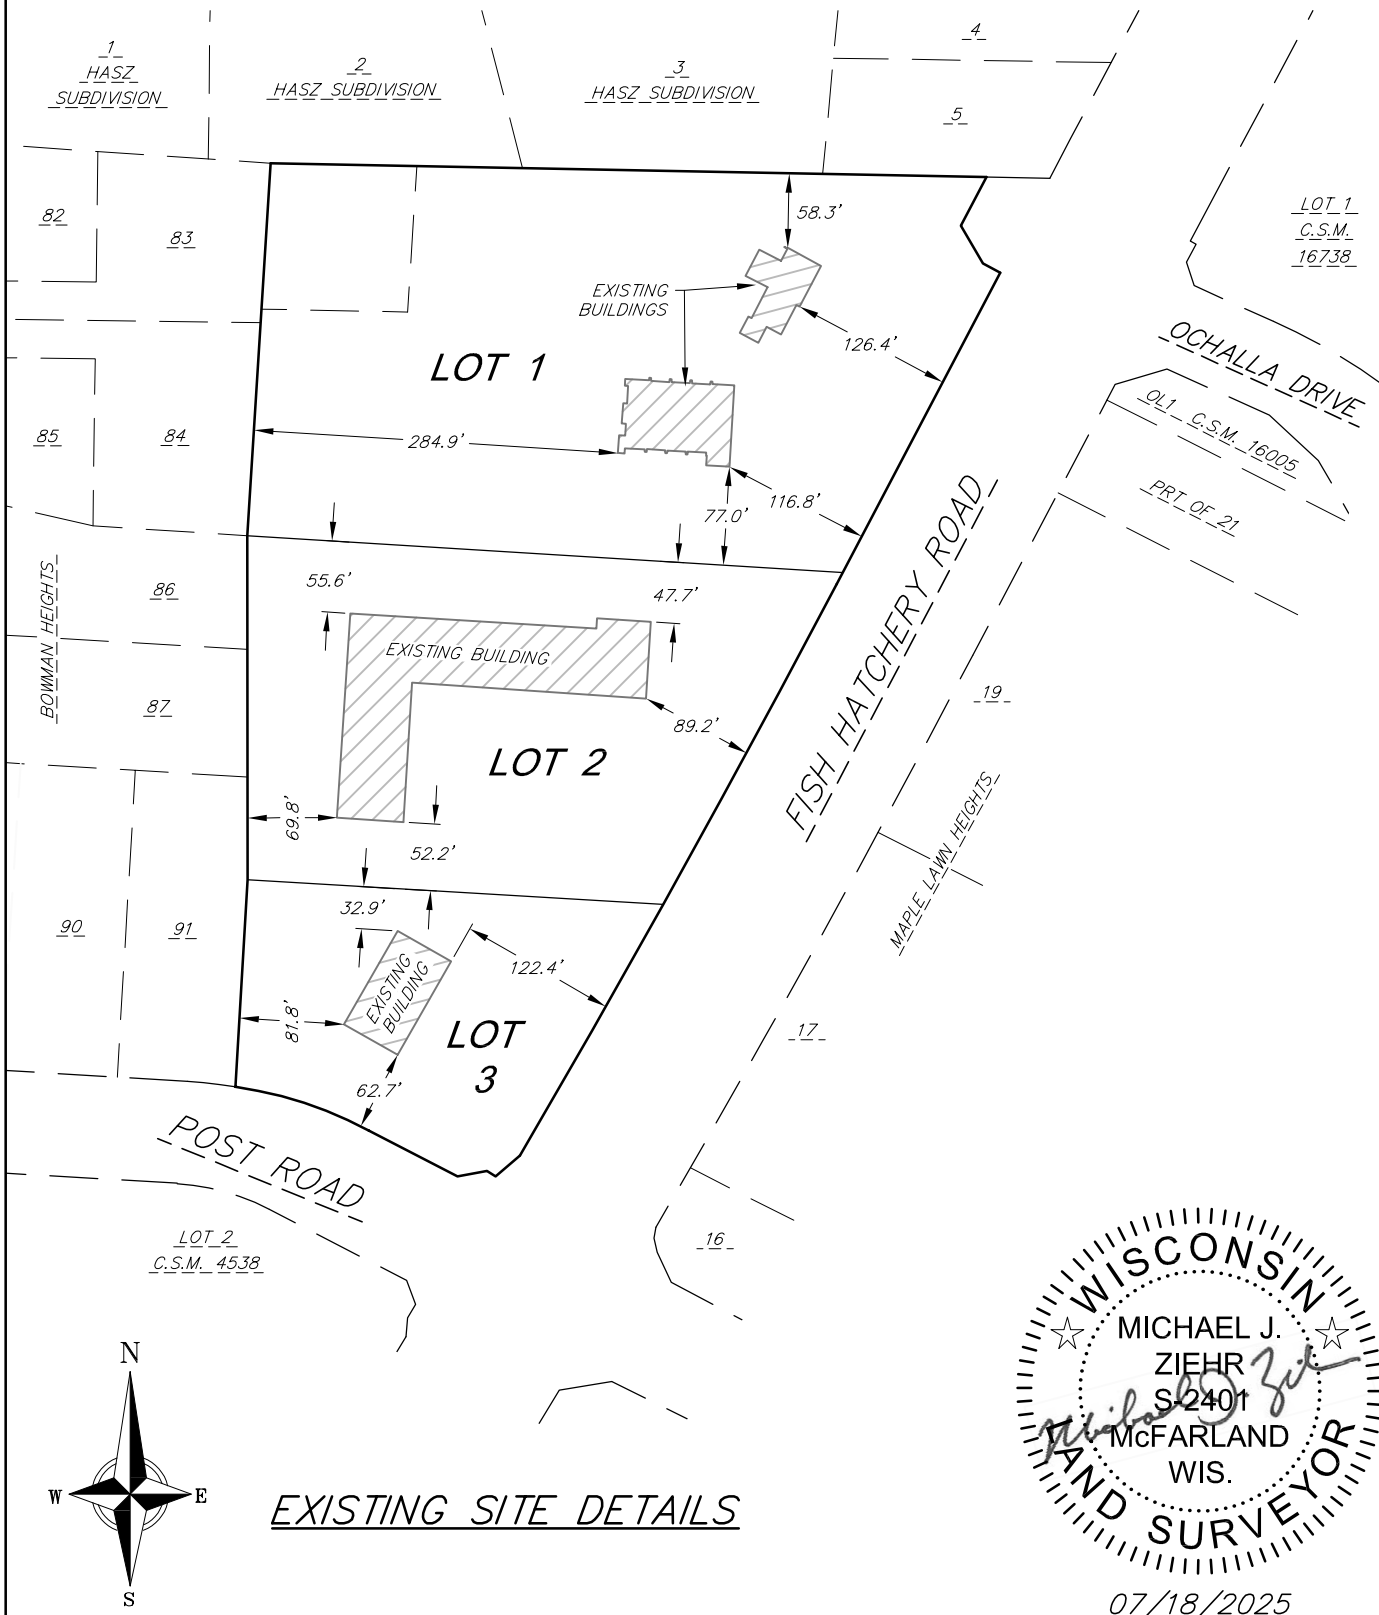 1
HASZ
SUBDIVISION
2
HASZ SUBDIVISION
3
HASZ SUBDIVISION
4
5
82
83
58.3'
LOT 1
C.S.M.
16738
EXISTING
BUILDINGS
126.4'
OCHALLA DRIVE
LOT 1
OL1 C.S.M. 16005
85
84
284.9'
PRT OF 21
116.8'
77.0'
FISH HATCHERY ROAD
BOWMAN HEIGHTS
86
55.6'
47.7'
EXISTING BUILDING
87
89.2'
19
LOT 2
69.8'
52.2'
MAPLE LAWN HEIGHTS
90
91
32.9'
122.4'
EXISTING
BUILDING
81.8'
LOT
3
17
62.7'
POST ROAD
LOT 2
C.S.M. 4538
16
N
W
E
S
EXISTING SITE DETAILS
WISCONSIN
MICHAEL J.
ZIEHR
S-2401
McFARLAND
WIS.
LAND SURVEYOR
Michael J. Ziehr
07/18/2025